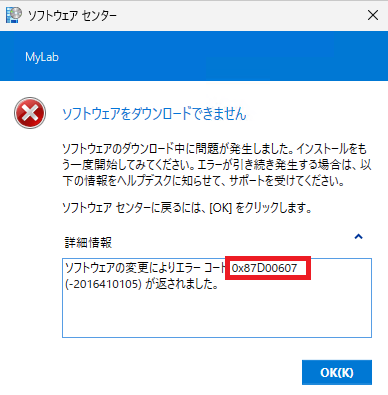 ソフトウェア センター
MyLab
ソフトウェアをダウンロードできません
ソフトウェアのダウンロード中に問題が発生しました。インストールをも
う一度開始してみてください。エラーが引き続き発生する場合は、以
下の情報をヘルプデスクに知らせて、サポートを受けてください。
ソフトウェア センターに戻るには、[OK] をクリックします。
詳細情報
ソフトウェアの変更によりエラー コード 0x87D00607
(-2016410105) が返されました。
OK(K)